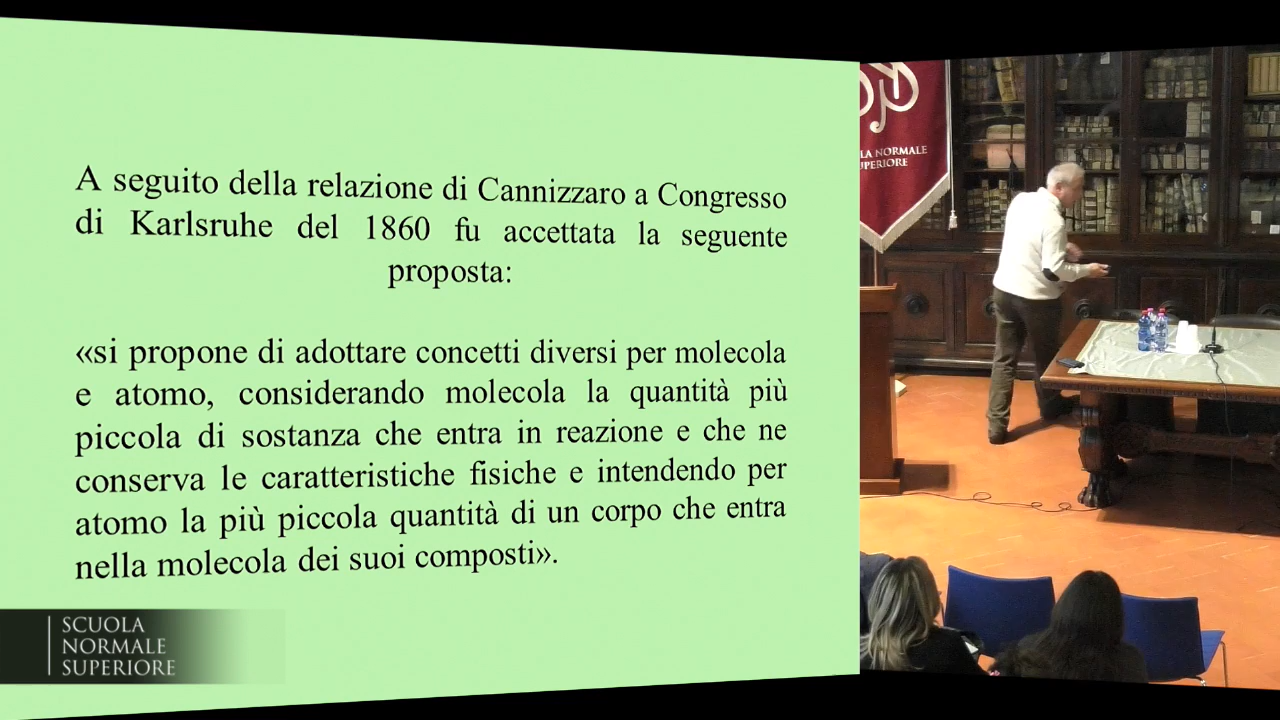 A seguito della relazione di Cannizzaro a Congresso
di Karlsruhe del 1860 fu accettata la seguente
proposta:
«si propone di adottare concetti diversi per molecola
e atomo, considerando molecola la quantità più
piccola di sostanza che entra in reazione e che ne
conserva le caratteristiche fisiche e intendendo per
atomo la più piccola quantità di un corpo che entra
nella molecola dei suoi composti».
SCUOLA
NORMALE
SUPERIORE
NORMALE